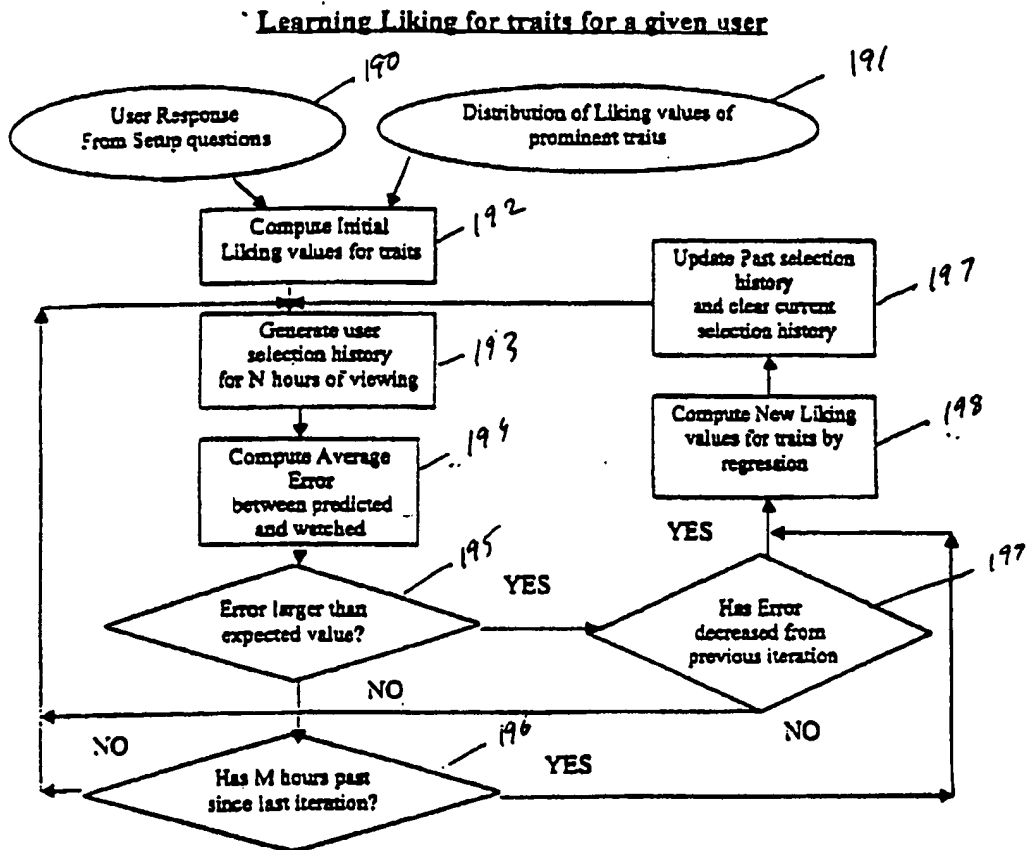 Learning Liking for traits for a given user
190
191
User Response
From Setup questions
Distribution of Liking values of
prominent traits
192
Compute Initial
Liking values for traits
Update Past selection
history
and clear current
selection history
197
Generate user
selection history
for N hours of viewing
193
Compute New Liking
values for traits by
regression
198
Compute Average
Error
between predicted
and watched
194
YES
195
YES
197
Error larger than
expected value?
Has Error
decreased from
previous iteration
NO
NO
NO
196
YES
Has M hours past
since last iteration?